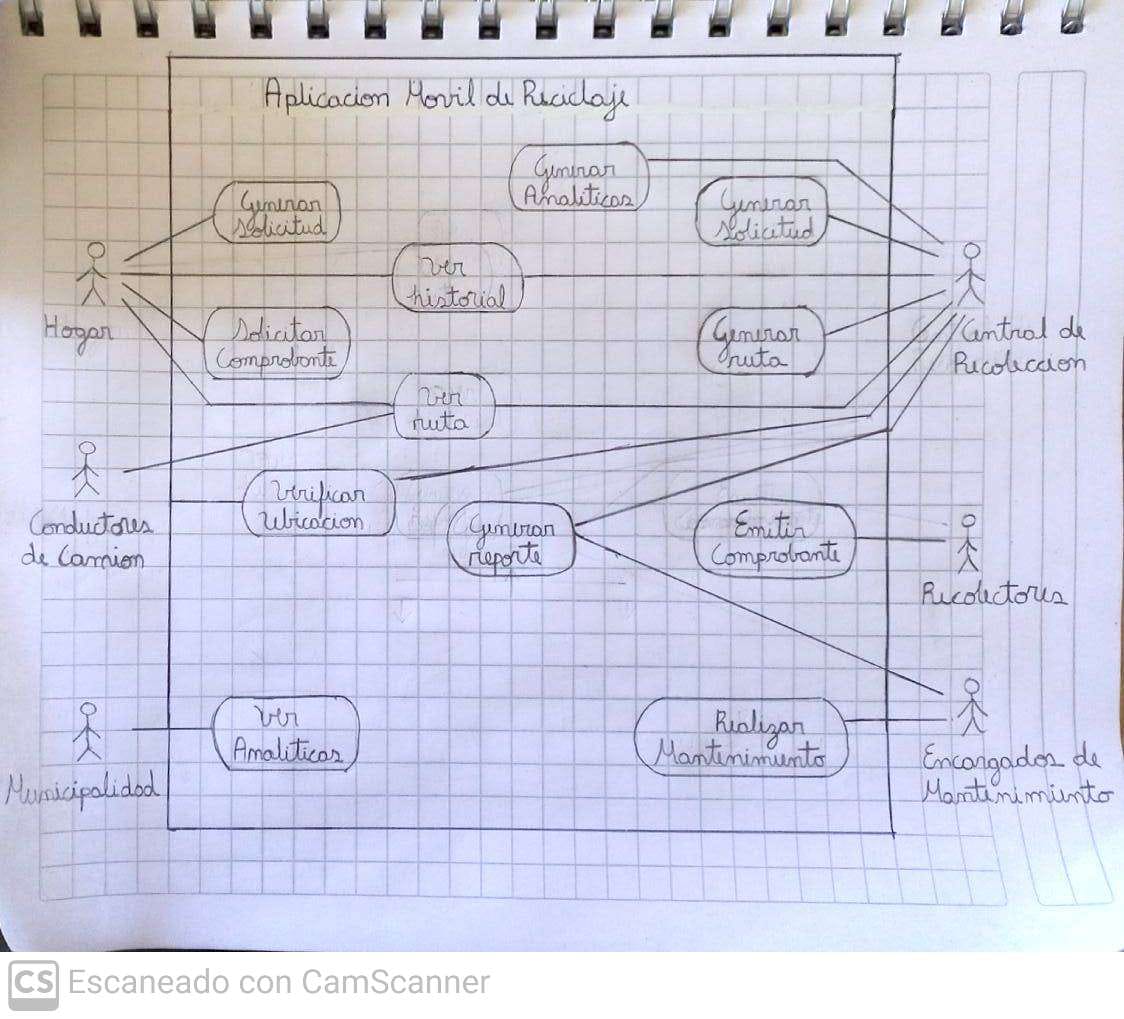 Aplicacion Movil de Reciclaje
Generar
Analiticas
Generar
Solicitud
Generar
Solicitud
Ver
historial
Hogar
Solicitar
Comprobante
Generar
ruta
Central de
Recoleccion
Ver
ruta
Verificar
Ubicacion
Conductores
de Camion
Generar
reporte
Emitir
Comprobante
Recolectores
Ver
Analiticas
Realizar
Mantenimiento
Municipalidad
Encargados de
Mantenimiento
CS Escaneado con CamScanner